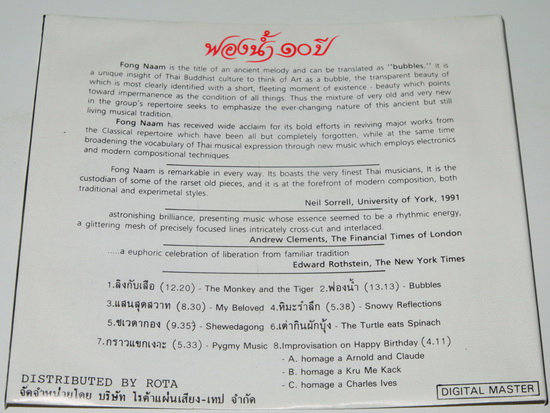 ฟองน้ำ ๑๐ ปี
Fong Naam is the title of an ancient melody and can be translated as "bubbles." It is
a unique insight of Thai Buddhist culture to think of Art as a bubble, the transparent beauty of
which is most clearly identified with a short, fleeting moment of existence - beauty which points
toward impermanence as the condition of all things. Thus the mixture of very old and very new
in the group's repertoire seeks to emphasize the ever-changing nature of this ancient but still
living musical tradition.
Fong Naam has received wide acclaim for its bold efforts in reviving major works from
the Classical repertoire which have been all but completely forgotten, while at the same time
broadening the vocabulary of Thai musical expression through new music which employs electronics
and modern compositional techniques.
Fong Naam is remarkable in every way. Its boasts the very finest Thai musicians, It is the
custodian of some of the rarset old pieces, and it is at the forefront of modern composition, both
traditional and experimetal styles.
Neil Sorrell, University of York, 1991
astonishing brilliance, presenting music whose essence seemed to be a rhythmic energy,
a glittering mesh of precisely focused lines intricately cross-cut and interlaced.
Andrew Clements, The Financial Times of London
.....a euphoric celebration of liberation from familiar tradition
Edward Rothstein, The New York Times
1.ลิงกับเสือ (12.20) - The Monkey and the Tiger 2.ฟองน้ำ (13.13) - Bubbles
3.แสนสุดสวาท (8.30) - My Beloved 4.หิมะรำลึก (5.38) - Snowy Reflections
5.ชเวดากอง (9.35) - Shewedagong 6.เต่ากินผักบุ้ง - The Turtle eats Spinach
7.กราวแขกเงาะ (5.33) - Pygmy Music 8.Improvisation on Happy Birthday (4.11)
- A. homage a Arnold and Claude
- B. homage a Kru Me Kack
- C. homage a Charles Ives
DISTRIBUTED BY ROTA
จัดจำหน่ายโดย บริษัท โรต้าแผ่นเสียง-เทป จำกัด
DIGITAL MASTER